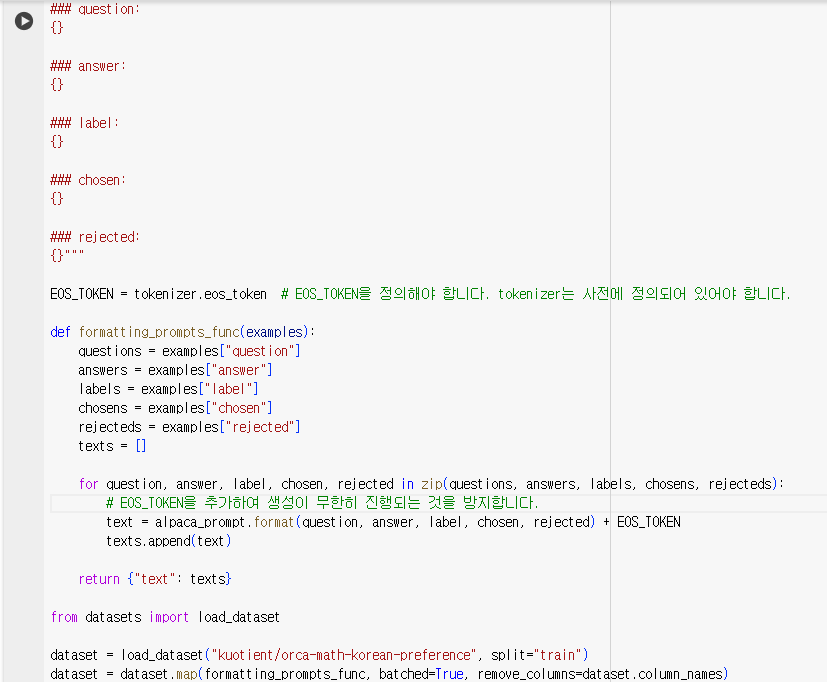 ### question:
{}
### answer:
{}
### label:
{}
### chosen:
{}
### rejected:
{}"""
EOS_TOKEN = tokenizer.eos_token  # EOS_TOKEN을 정의해야 합니다. tokenizer는 사전에 정의되어 있어야 합니다.
def formatting_prompts_func(examples):
    questions = examples["question"]
    answers = examples["answer"]
    labels = examples["label"]
    chosens = examples["chosen"]
    rejecteds = examples["rejected"]
    texts = []
    for question, answer, label, chosen, rejected in zip(questions, answers, labels, chosens, rejecteds):
        # EOS_TOKEN을 추가하여 생성이 무한히 진행되는 것을 방지합니다.
        text = alpaca_prompt.format(question, answer, label, chosen, rejected) + EOS_TOKEN
        texts.append(text)
    return {"text": texts}
from datasets import load_dataset
dataset = load_dataset("kuotient/orca-math-korean-preference", split="train")
dataset = dataset.map(formatting_prompts_func, batched=True, remove_columns=dataset.column_names)